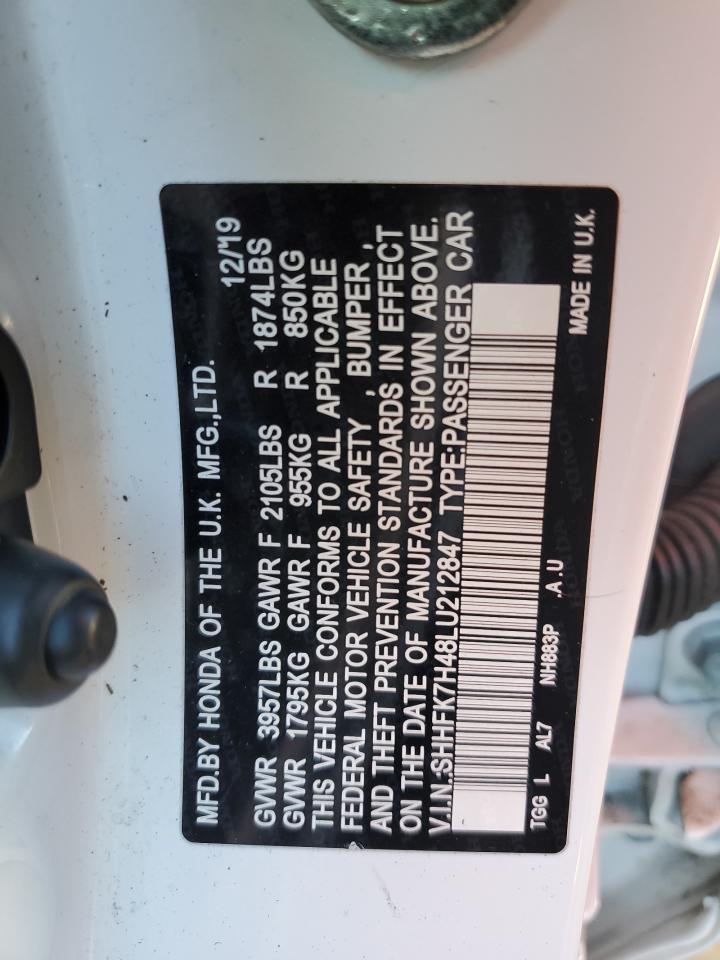 MFD.BY HONDA OF THE U.K. MFG.,LTD.
12/19
GVWR 3957LBS GAWR F 2105LBS R 1874LBS
GVWR 1795KG GAWR F 955KG R 850KG
THIS VEHICLE CONFORMS TO ALL APPLICABLE
FEDERAL MOTOR VEHICLE SAFETY , BUMPER ,
AND THEFT PREVENTION STANDARDS IN EFFECT
ON THE DATE OF MANUFACTURE SHOWN ABOVE.
V.I.N.:SHHFK7H48LU212847 TYPE:PASSENGER CAR
TGG L AL7 NH883P A.U
MADE IN U.K.